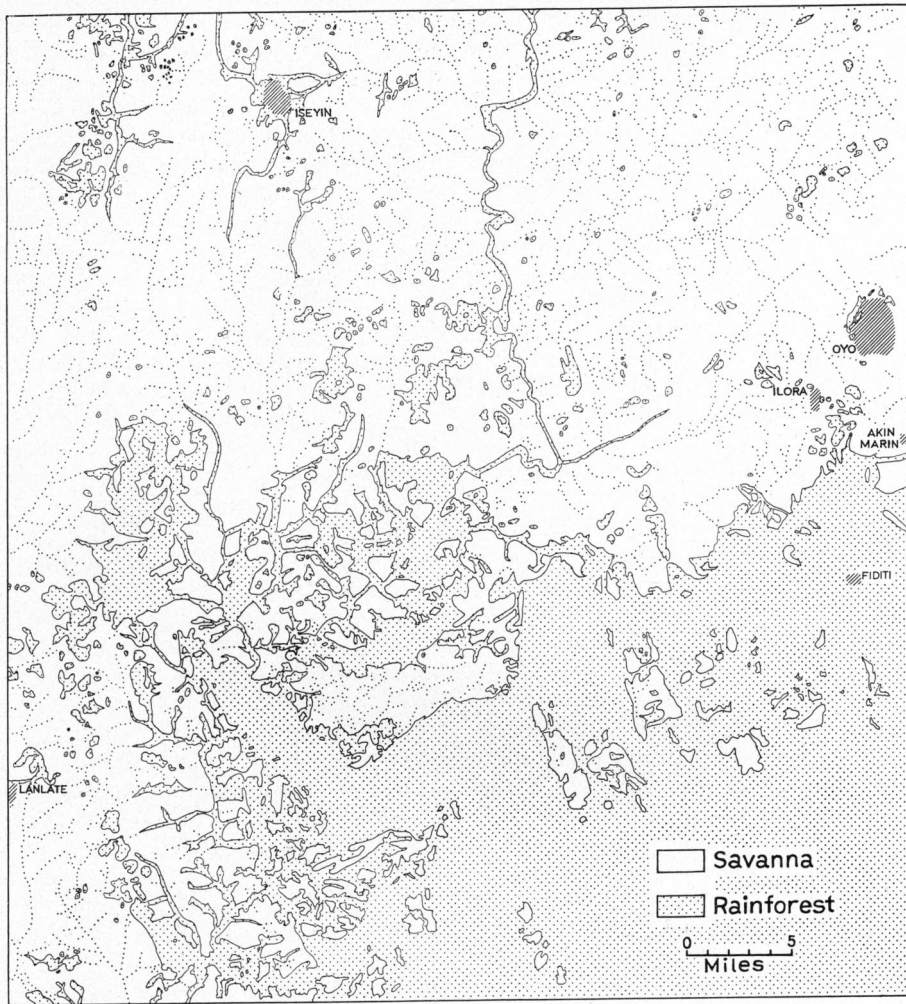 ISEYIN
OYO
ILORA
AKIN
MARIN
FIDITI
LANLATE
Savanna
Rainforest
0 5
Miles